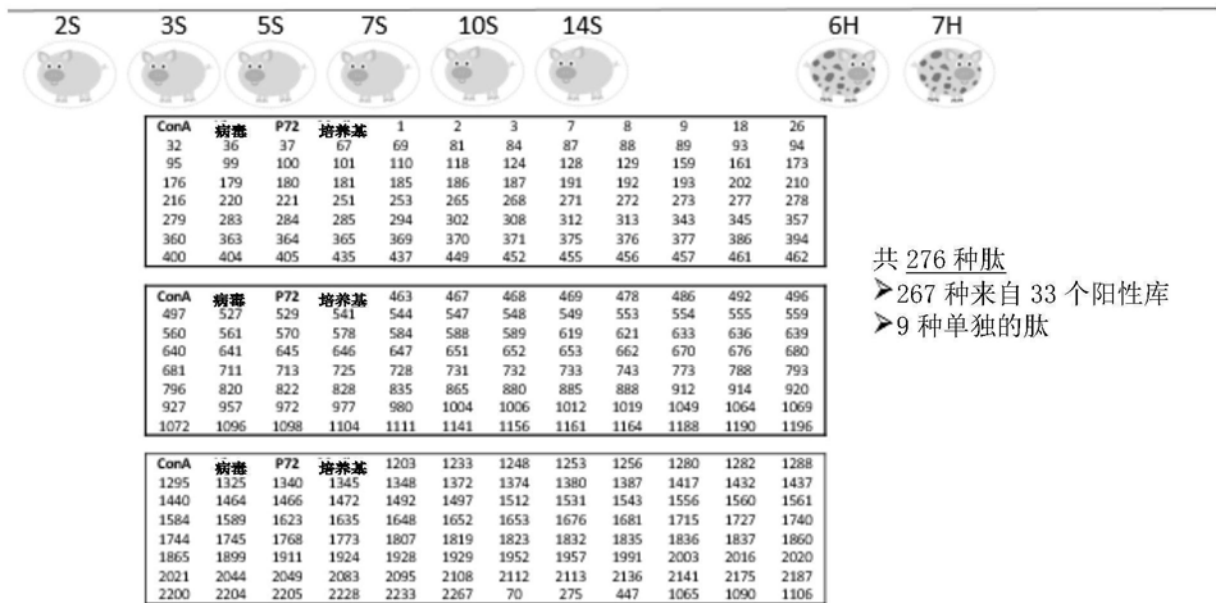 2S 3S 5S 7S 10S 14S 6H 7H
ConA 病毒 P72 培养基 1 2 3 7 8 9 18 26
32 36 37 67 69 81 84 87 88 89 93 94
95 99 100 101 110 118 124 128 129 159 161 173
176 179 180 181 185 186 187 191 192 193 202 210
216 220 221 251 253 265 268 271 272 273 277 278
279 283 284 285 294 302 308 312 313 343 345 357
360 363 364 365 369 370 371 375 376 377 386 394
400 404 405 435 437 449 452 455 456 457 461 462
共 276 种肽
➤267 种来自 33 个阳性库
➤9 种单独的肽
ConA 病毒 P72 培养基 463 467 468 469 478 486 492 496
497 527 529 541 544 547 548 549 553 554 555 559
560 561 570 578 584 588 589 619 621 633 636 639
640 641 645 646 647 651 652 653 662 670 676 680
681 711 713 725 728 731 732 733 743 773 788 793
796 820 822 828 835 865 880 885 888 912 914 920
927 957 972 977 980 1004 1006 1012 1019 1049 1064 1069
1072 1096 1098 1104 1111 1141 1156 1161 1164 1188 1190 1196
ConA 病毒 P72 培养基 1203 1233 1248 1253 1256 1280 1282 1288
1295 1325 1340 1345 1348 1372 1374 1380 1387 1417 1432 1437
1440 1464 1466 1472 1492 1497 1512 1531 1543 1556 1560 1561
1584 1589 1623 1635 1648 1652 1653 1676 1681 1715 1727 1740
1744 1745 1768 1773 1807 1819 1823 1832 1835 1836 1837 1860
1865 1899 1911 1924 1928 1929 1952 1957 1991 2003 2016 2020
2021 2044 2049 2083 2095 2108 2112 2113 2136 2141 2175 2187
2200 2204 2205 2228 2233 2267 70 275 447 1065 1090 1106